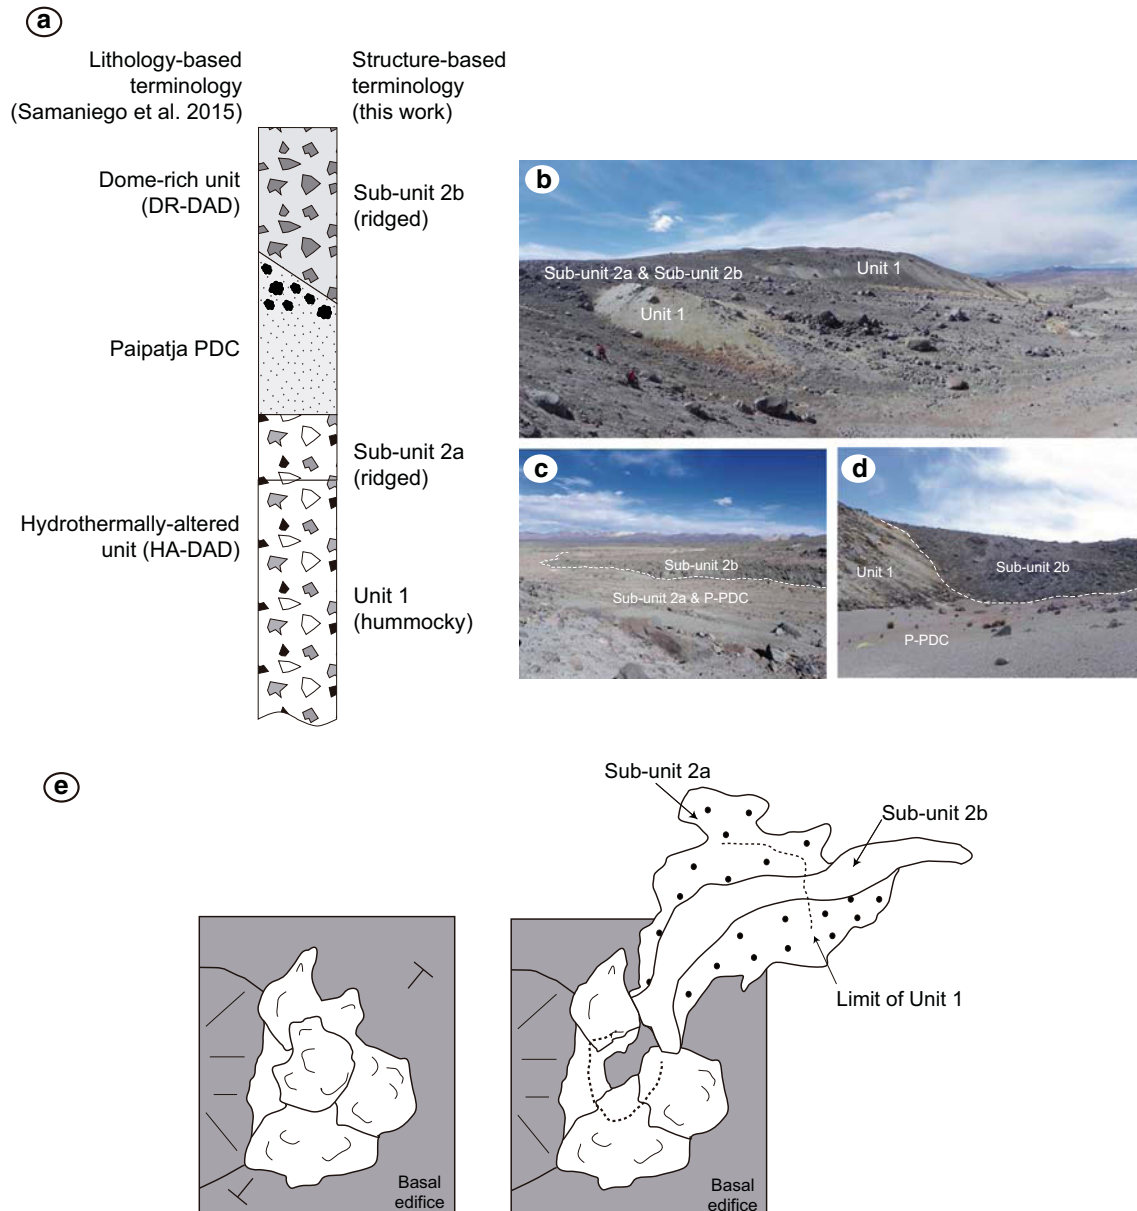 a
Lithology-based
terminology
(Samaniego et al. 2015)
Structure-based
terminology
(this work)
Dome-rich unit
(DR-DAD)
Sub-unit 2b
(ridged)
Paipatja PDC
Sub-unit 2a
(ridged)
Hydrothermally-altered
unit (HA-DAD)
Unit 1
(hummocky)
b
Sub-unit 2a & Sub-unit 2b
Unit 1
Unit 1
c
Sub-unit 2b
Sub-unit 2a & P-PDC
d
Unit 1
Sub-unit 2b
P-PDC
e
Sub-unit 2a
Sub-unit 2b
Limit of Unit 1
Basal
edifice
Basal
edifice